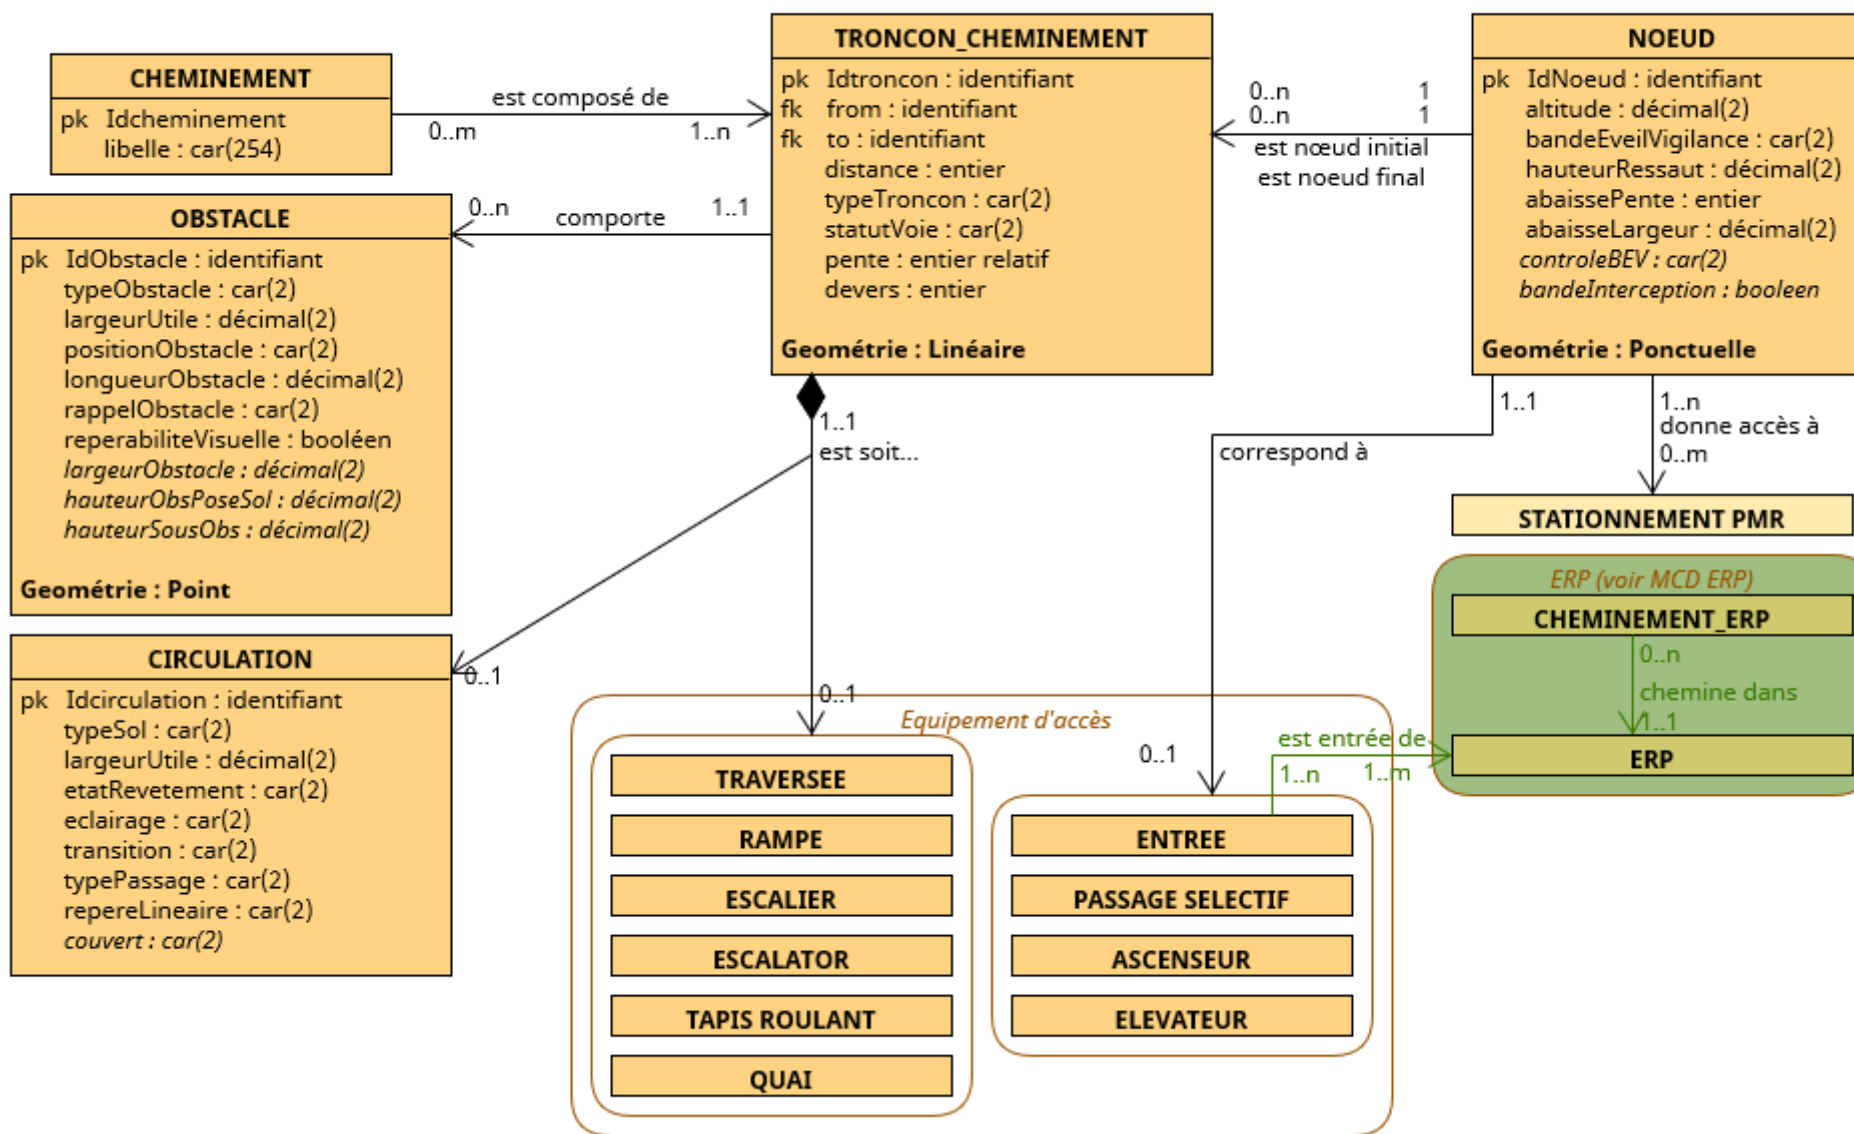 CHEMINEMENT
pk Idcheminement
libelle : car(254)
est composé de
0..m
1..n
TRONCON_CHEMINEMENT
pk Idtroncon : identifiant
fk from : identifiant
fk to : identifiant
distance : entier
typeTroncon : car(2)
statutVoie : car(2)
pente : entier relatif
devers : entier
Geométrie : Linéaire
0..n 1
0..n 1
est nœud initial
est noeud final
NOEUD
pk IdNoeud : identifiant
altitude : décimal(2)
bandeEveilVigilance : car(2)
hauteurRessaut : décimal(2)
abaissePente : entier
abaisseLargeur : décimal(2)
controleBEV : car(2)
bandeInterception : booleen
Geométrie : Ponctuelle
OBSTACLE
pk IdObstacle : identifiant
typeObstacle : car(2)
largeurUtile : décimal(2)
positionObstacle : car(2)
longueurObstacle : décimal(2)
rappelObstacle : car(2)
reperabiliteVisuelle : booléen
largeurObstacle : décimal(2)
hauteurObsPoseSol : décimal(2)
hauteurSousObs : décimal(2)
Geométrie : Point
0..n
comporte
1..1
1..1
est soit...
0..1
0..1
1..1
correspond à
0..1
1..n
donne accès à
0..m
STATIONNEMENT PMR
ERP (voir MCD ERP)
CHEMINEMENT_ERP
0..n
chemine dans
1..1
ERP
CIRCULATION
pk Idcirculation : identifiant
typeSol : car(2)
largeurUtile : décimal(2)
etatRevetement : car(2)
eclairage : car(2)
transition : car(2)
typePassage : car(2)
repereLineaire : car(2)
couvert : car(2)
Equipement d'accès
TRAVERSEE
RAMPE
ESCALIER
ESCALATOR
TAPIS ROULANT
QUAI
est entrée de
1..n
1..m
ENTREE
PASSAGE SELECTIF
ASCENSEUR
ELEVATEUR